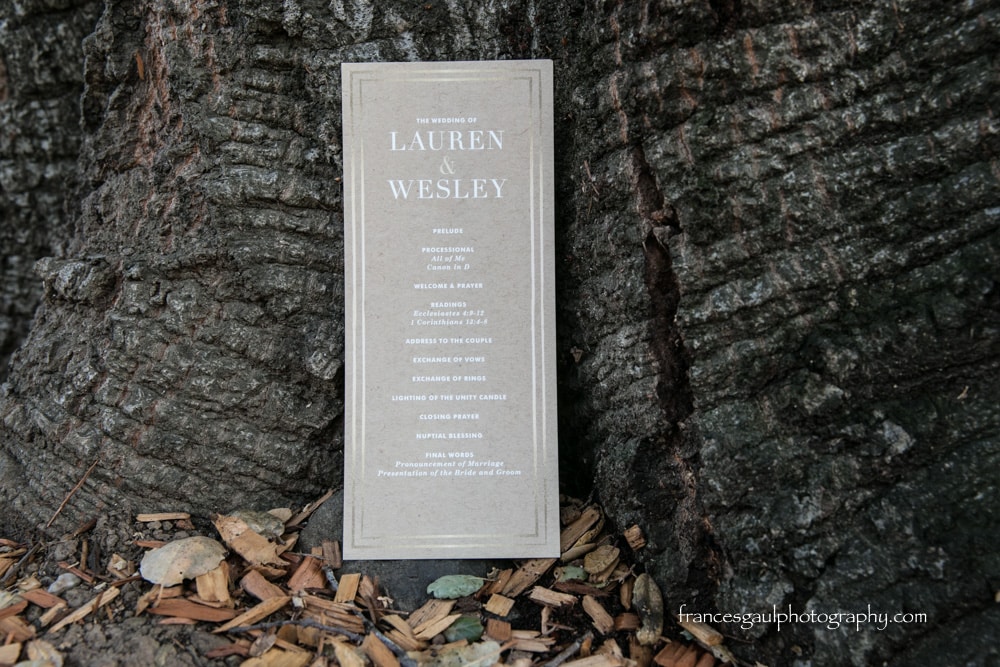 THE WEDDING OF
LAUREN
&
WESLEY
PRELUDE
PROCESSIONAL
All of Me
Canon in D
WELCOME & PRAYER
READINGS
Ecclesiastes 4:9-12
1 Corinthians 13:4-8
ADDRESS TO THE COUPLE
EXCHANGE OF VOWS
EXCHANGE OF RINGS
LIGHTING OF THE UNITY CANDLE
CLOSING PRAYER
NUPTIAL BLESSING
FINAL WORDS
Pronouncement of Marriage
Presentation of the Bride and Groom
francesgaulphotography.com